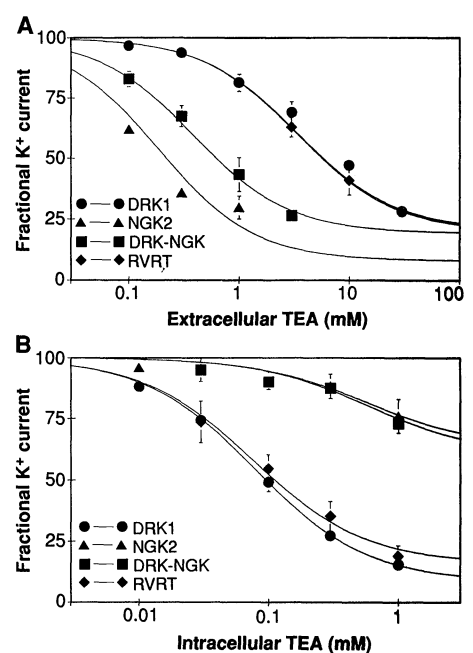 A
Fractional K⁺ current
100
75
50
25
0
DRK1
NGK2
DRK-NGK
RVRT
0.1
1
10
100
Extracellular TEA (mM)
B
Fractional K⁺ current
100
75
50
25
0
DRK1
NGK2
DRK-NGK
RVRT
0.01
0.1
1
Intracellular TEA (mM)